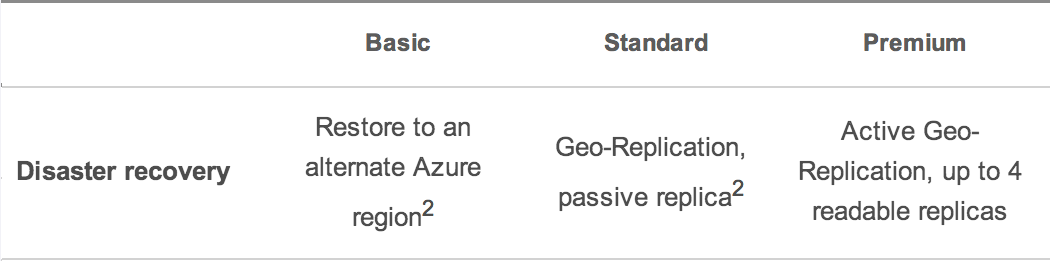 Basic Standard Premium
Disaster recovery
Restore to an
alternate Azure
region2
Geo-Replication,
passive replica2
Active Geo-
Replication, up to 4
readable replicas